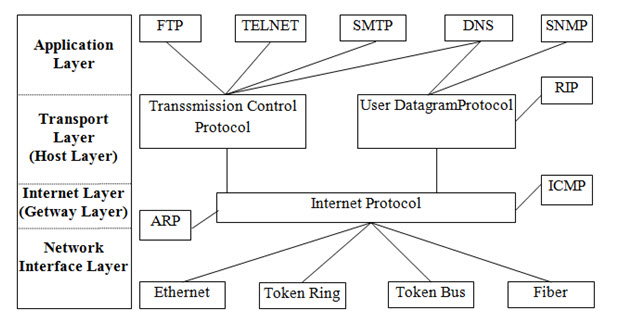 FTP
TELNET
SMTP
DNS
SNMP
Application
Layer
Transsmission Control
Protocol
User DatagramProtocol
RIP
Transport
Layer
(Host Layer)
Internet Layer
(Getway Layer)
Internet Protocol
ICMP
ARP
Network
Interface Layer
Ethernet
Token Ring
Token Bus
Fiber